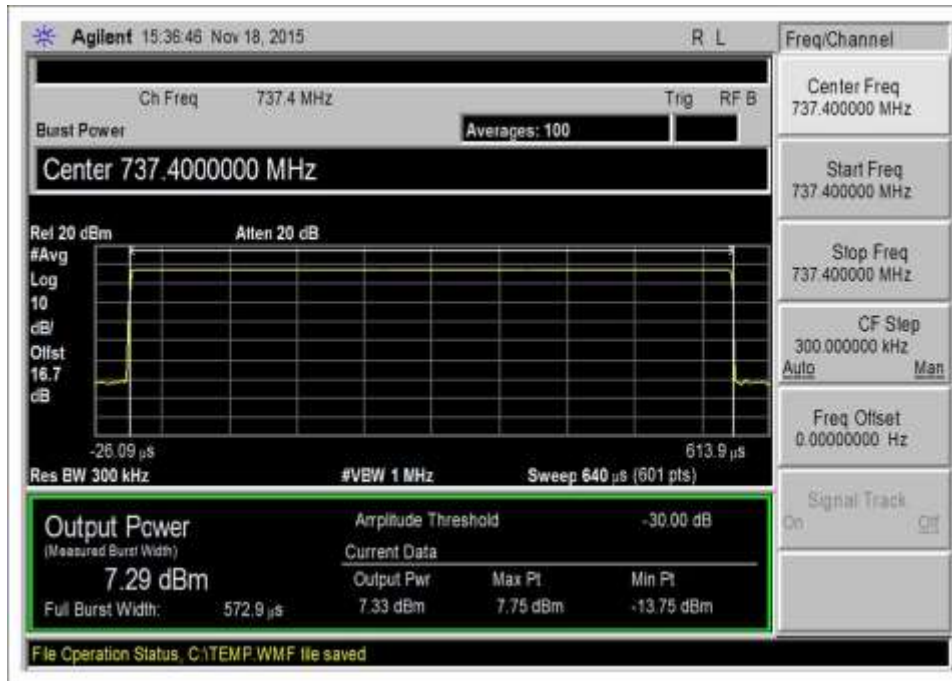 Agilent 15:36:46 Nov 18, 2015 R L
Freq/Channel
Ch Freq 737.4 MHz Trig RF B
Burst Power Averages: 100
Center 737.4000000 MHz
Center Freq
737.400000 MHz
Start Freq
737.400000 MHz
Stop Freq
737.400000 MHz
CF Step
300.000000 kHz
Auto Man
Freq Offset
0.00000000 Hz
Signal Track
On Off
Ref 20 dBm Atten 20 dB
#Avg
Log
10
dB/
Offst
16.7
dB
-26.09 µs 613.9 µs
Res BW 300 kHz #VBW 1 MHz Sweep 640 µs (601 pts)
Output Power
(Measured Burst Width)
7.29 dBm
Full Burst Width: 572.9 µs
Amplitude Threshold -30.00 dB
Current Data
Output Pwr Max Pt Min Pt
7.33 dBm 7.75 dBm -13.75 dBm
File Operation Status, C:\TEMP.WMF file saved